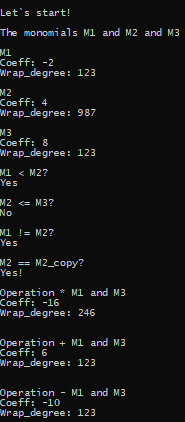 Let`s start!
The monomials M1 and M2 and M3
M1
Coeff: -2
Wrap_degree: 123
M2
Coeff: 4
Wrap_degree: 987
M3
Coeff: 8
Wrap_degree: 123
M1 < M2?
Yes
M2 <= M3?
No
M1 != M2?
Yes
M2 == M2_copy?
Yes!
Operation * M1 and M3
Coeff: -16
Wrap_degree: 246
Operation + M1 and M3
Coeff: 6
Wrap_degree: 123
Operation - M1 and M3
Coeff: -10
Wrap_degree: 123